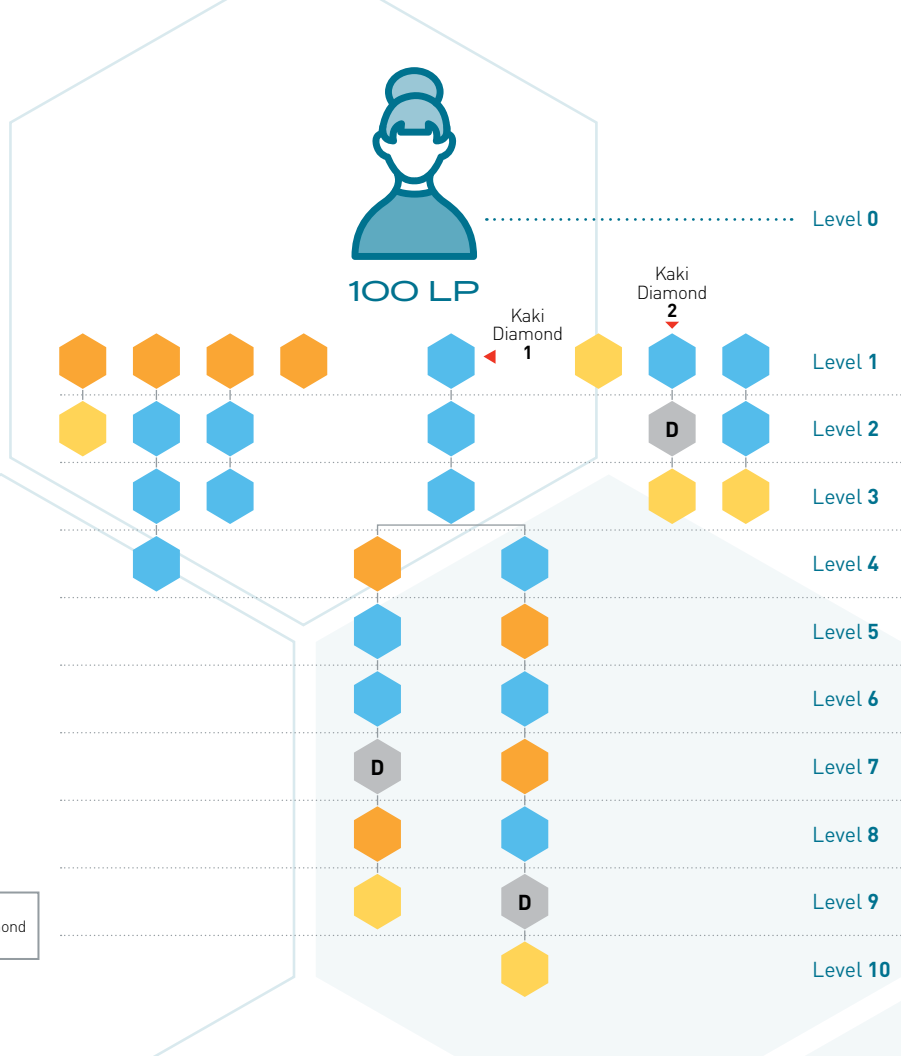 Level 0
100 LP
Kaki
Diamond
1
Kaki
Diamond
2
Level 1
D
Level 2
Level 3
Level 4
Level 5
Level 6
D
Level 7
Level 8
D
Level 9
ond
Level 10